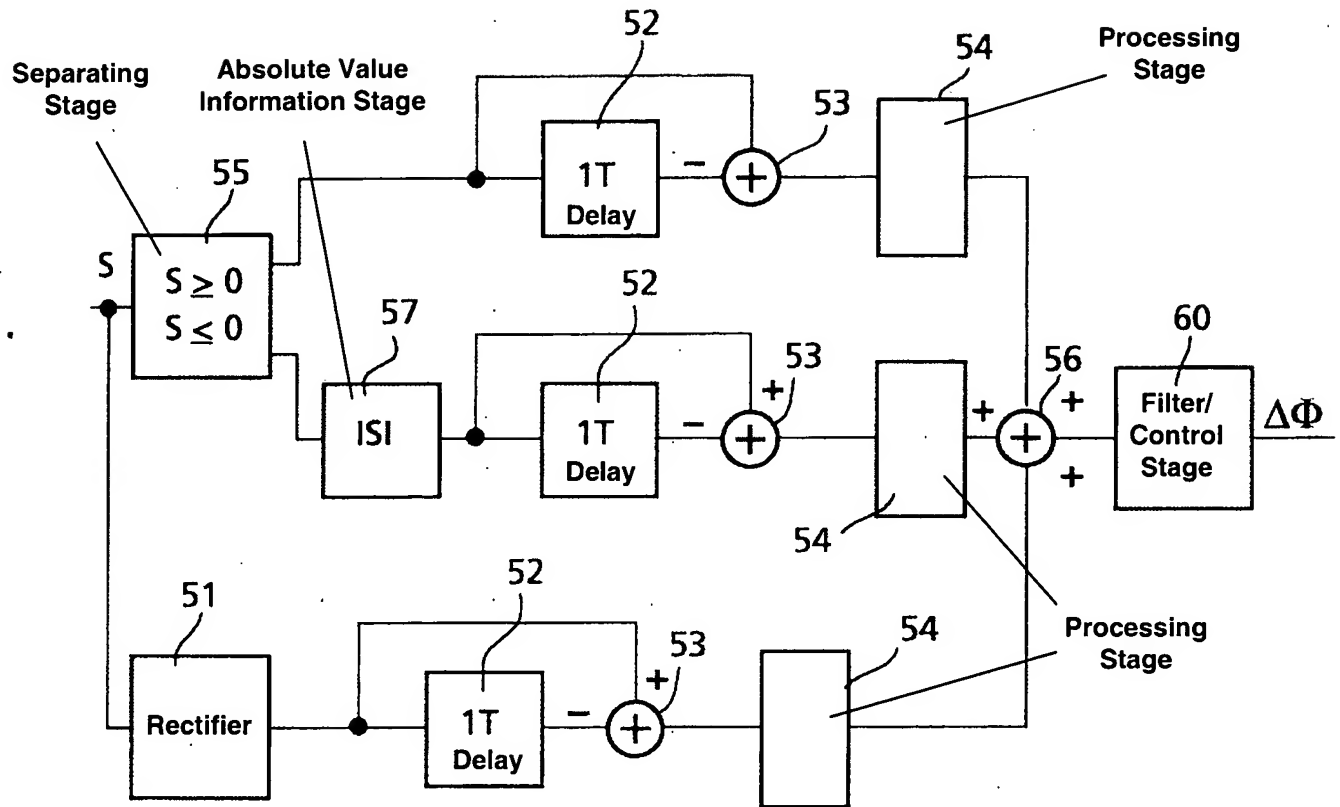 52
54
Processing
Stage
Separating
Stage
Absolute Value
Information Stage
53
55
1T
Delay
−
+
S
S ≥ 0
S ≤ 0
57
52
53
56
60
ISI
1T
Delay
−
+
+
+
+
+
+
Filter/
Control
Stage
ΔΦ
54
51
52
53
54
Processing
Stage
Rectifier
1T
Delay
−
+
+